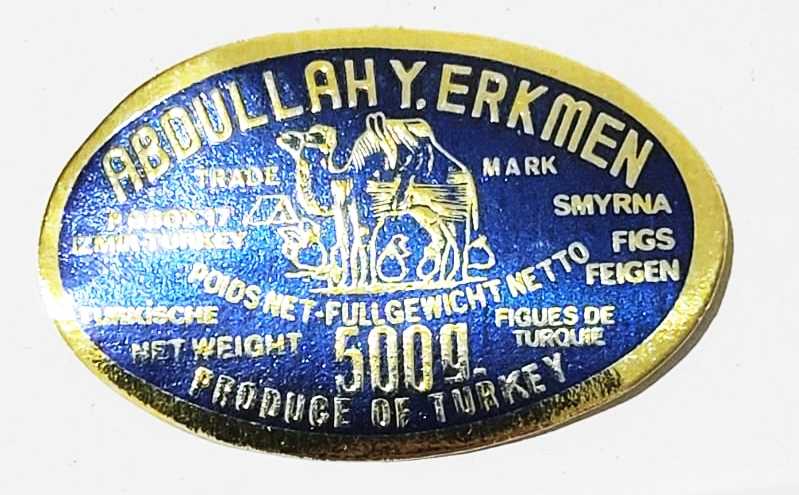 ABDULLAH Y. ERKMEN
TRADE MARK
P.O.BOX.17
IZMIR-TURKEY
SMYRNA
FIGS
FEIGEN
POIDS NET-FULLGEWICHT NETTO
TURKISCHE
FIGUES DE
TURQUIE
NET WEIGHT
500g.
PRODUCE OF TURKEY